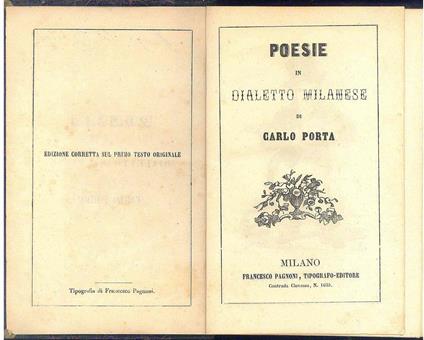 EDIZIONE CORRETTA SUL PRIMO TESTO ORIGINALE
Tipografia di Francesco Pagnoni.
POESIE
IN
DIALETTO MILANESE
DI
CARLO PORTA
MILANO
FRANCESCO PAGNONI, TIPOGRAFO-EDITORE
Contrada N.